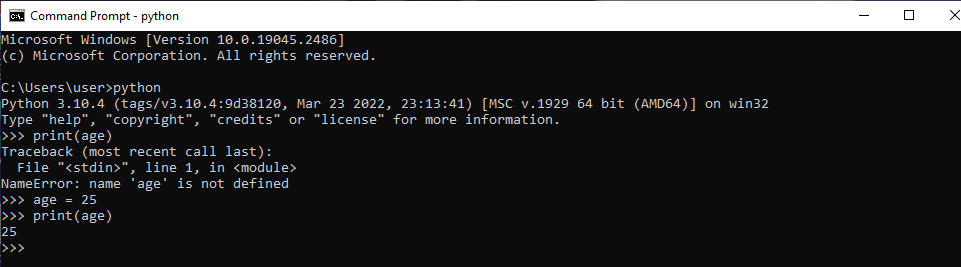 Command Prompt - python
Microsoft Windows [Version 10.0.19045.2486]
(c) Microsoft Corporation. All rights reserved.
C:\Users\user>python
Python 3.10.4 (tags/v3.10.4:9d38120, Mar 23 2022, 23:13:41) [MSC v.1929 64 bit (AMD64)] on win32
Type "help", "copyright", "credits" or "license" for more information.
>>> print(age)
Traceback (most recent call last):
  File "<stdin>", line 1, in <module>
NameError: name 'age' is not defined
>>> age = 25
>>> print(age)
25
>>>